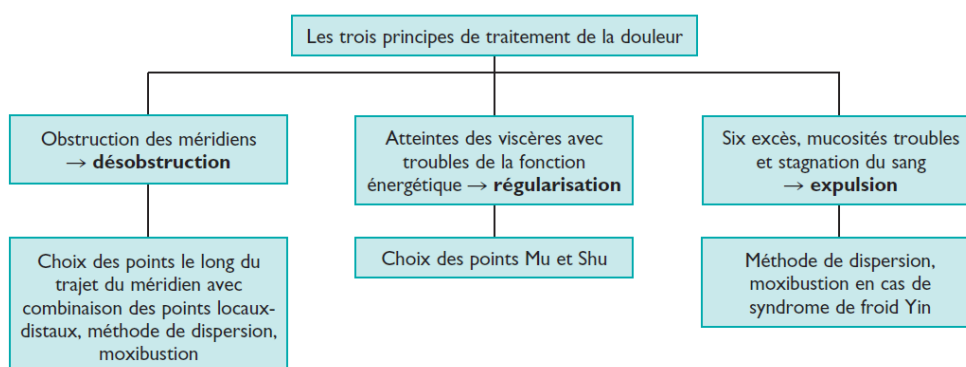 Les trois principes de traitement de la douleur
Obstruction des méridiens
→ désobstruction
Atteintes des viscères avec
troubles de la fonction
énergétique → régularisation
Six excès, mucosités troubles
et stagnation du sang
→ expulsion
Choix des points le long du
trajet du méridien avec
combinaison des points locaux-
distaux, méthode de dispersion,
moxibustion
Choix des points Mu et Shu
Méthode de dispersion,
moxibustion en cas de
syndrome de froid Yin